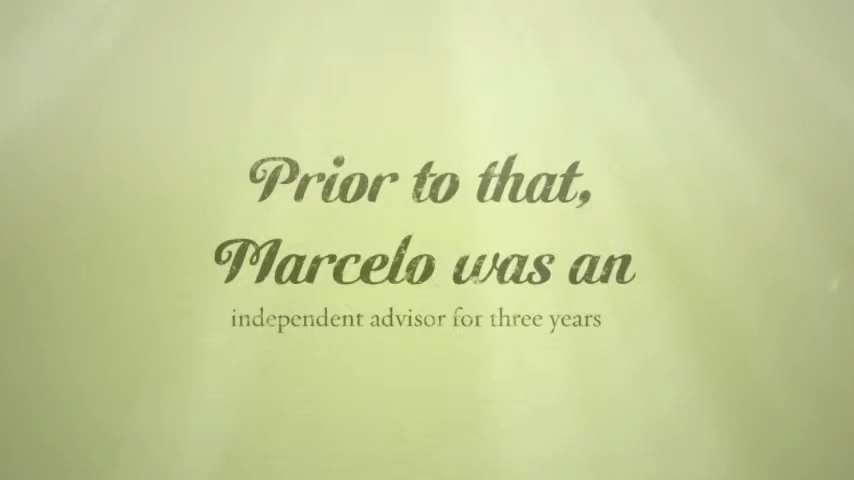 Prior to that,
Marcelo was an
independent advisor for three years